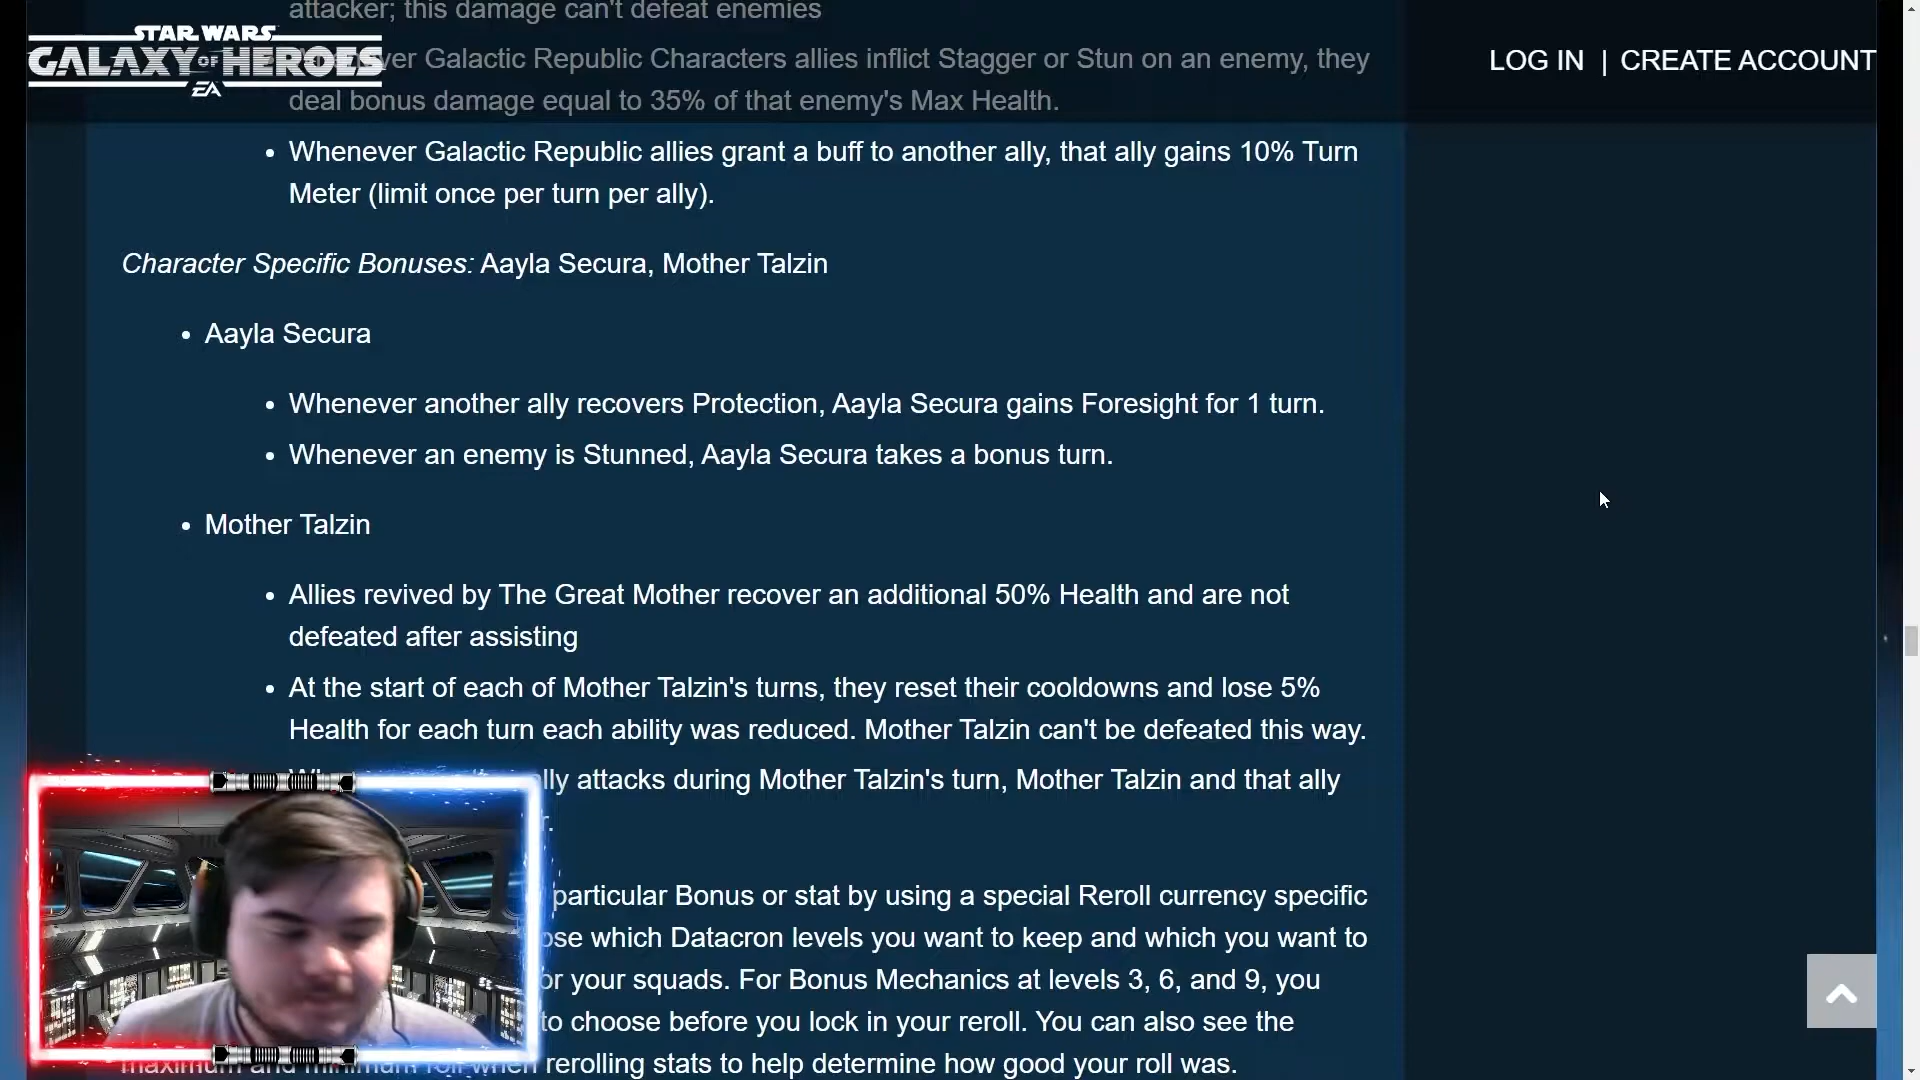 attacker; this damage can't defeat enemies
STAR WARS
GALAXY OF HEROES
EA
LOG IN | CREATE ACCOUNT
Galactic Republic Characters allies inflict Stagger or Stun on an enemy, they
deal bonus damage equal to 35% of that enemy's Max Health.
• Whenever Galactic Republic allies grant a buff to another ally, that ally gains 10% Turn
Meter (limit once per turn per ally).
Character Specific Bonuses: Aayla Secura, Mother Talzin
• Aayla Secura
• Whenever another ally recovers Protection, Aayla Secura gains Foresight for 1 turn.
• Whenever an enemy is Stunned, Aayla Secura takes a bonus turn.
• Mother Talzin
• Allies revived by The Great Mother recover an additional 50% Health and are not
defeated after assisting
• At the start of each of Mother Talzin's turns, they reset their cooldowns and lose 5%
Health for each turn each ability was reduced. Mother Talzin can't be defeated this way.
attacks during Mother Talzin's turn, Mother Talzin and that ally
particular Bonus or stat by using a special Reroll currency specific
which Datacron levels you want to keep and which you want to
your squads. For Bonus Mechanics at levels 3, 6, and 9, you
to choose before you lock in your reroll. You can also see the
maximum and minimum roll when rerolling stats to help determine how good your roll was.